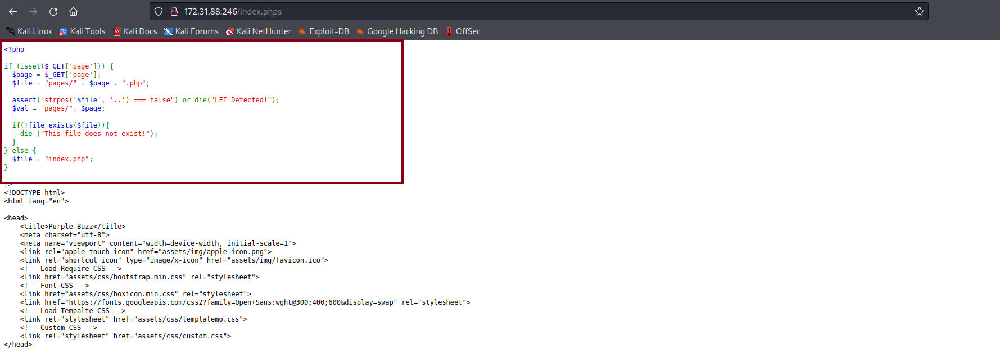 172.31.88.246/index.phps
Kali Linux Kali Tools Kali Docs Kali Forums Kali NetHunter Exploit-DB Google Hacking DB OffSec
<?php
if (isset($_GET['page'])) {
  $page = $_GET['page'];
  $file = "pages/" . $page . ".php";
  assert("strpos('$file', '..') === false") or die("LFI Detected!");
  $val = "pages/". $page;
  if(!file_exists($file)){
    die ("This file does not exist!");
  }
} else {
  $file = "index.php";
}
?>
<!DOCTYPE html>
<html lang="en">
<head>
    <title>Purple Buzz</title>
    <meta charset="utf-8">
    <meta name="viewport" content="width=device-width, initial-scale=1">
    <link rel="apple-touch-icon" href="assets/img/apple-icon.png">
    <link rel="shortcut icon" type="image/x-icon" href="assets/img/favicon.ico">
    <!-- Load Require CSS -->
    <link href="assets/css/bootstrap.min.css" rel="stylesheet">
    <!-- Font CSS -->
    <link href="assets/css/boxicon.min.css" rel="stylesheet">
    <link href="https://fonts.googleapis.com/css2?family=Open+Sans:wght@300;400;600&display=swap" rel="stylesheet">
    <!-- Load Tempalte CSS -->
    <link rel="stylesheet" href="assets/css/templatemo.css">
    <!-- Custom CSS -->
    <link rel="stylesheet" href="assets/css/custom.css">
</head>